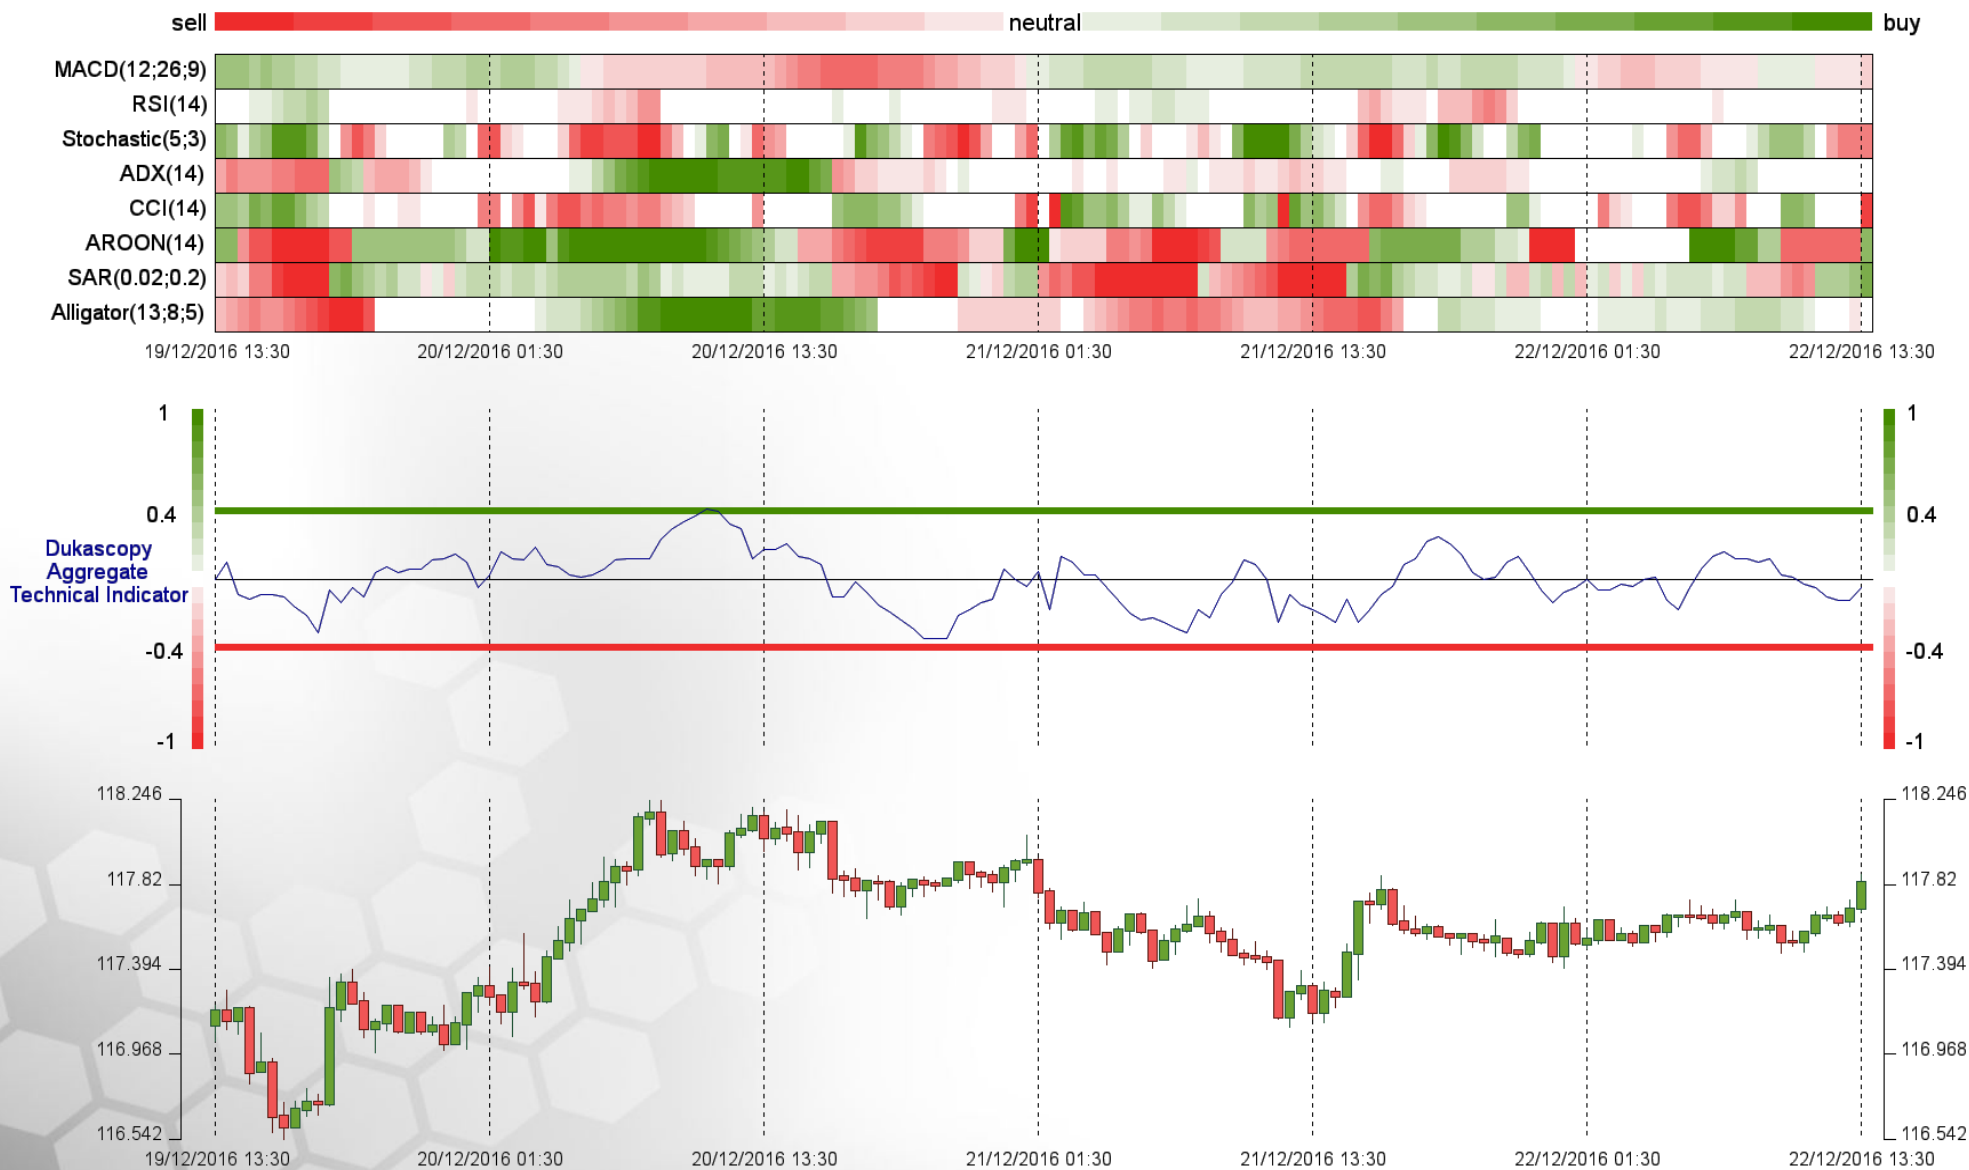 sell neutral buy
MACD(12;26;9)
RSI(14)
Stochastic(5;3)
ADX(14)
CCI(14)
AROON(14)
SAR(0.02;0.2)
Alligator(13;8;5)
19/12/2016 13:30 20/12/2016 01:30 20/12/2016 13:30 21/12/2016 01:30 21/12/2016 13:30 22/12/2016 01:30 22/12/2016 13:30
1 1
0.4 0.4
Dukascopy
Aggregate
Technical Indicator
-0.4 -0.4
-1 -1
118.246 118.246
117.82 117.82
117.394 117.394
116.968 116.968
116.542 116.542
19/12/2016 13:30 20/12/2016 01:30 20/12/2016 13:30 21/12/2016 01:30 21/12/2016 13:30 22/12/2016 01:30 22/12/2016 13:30